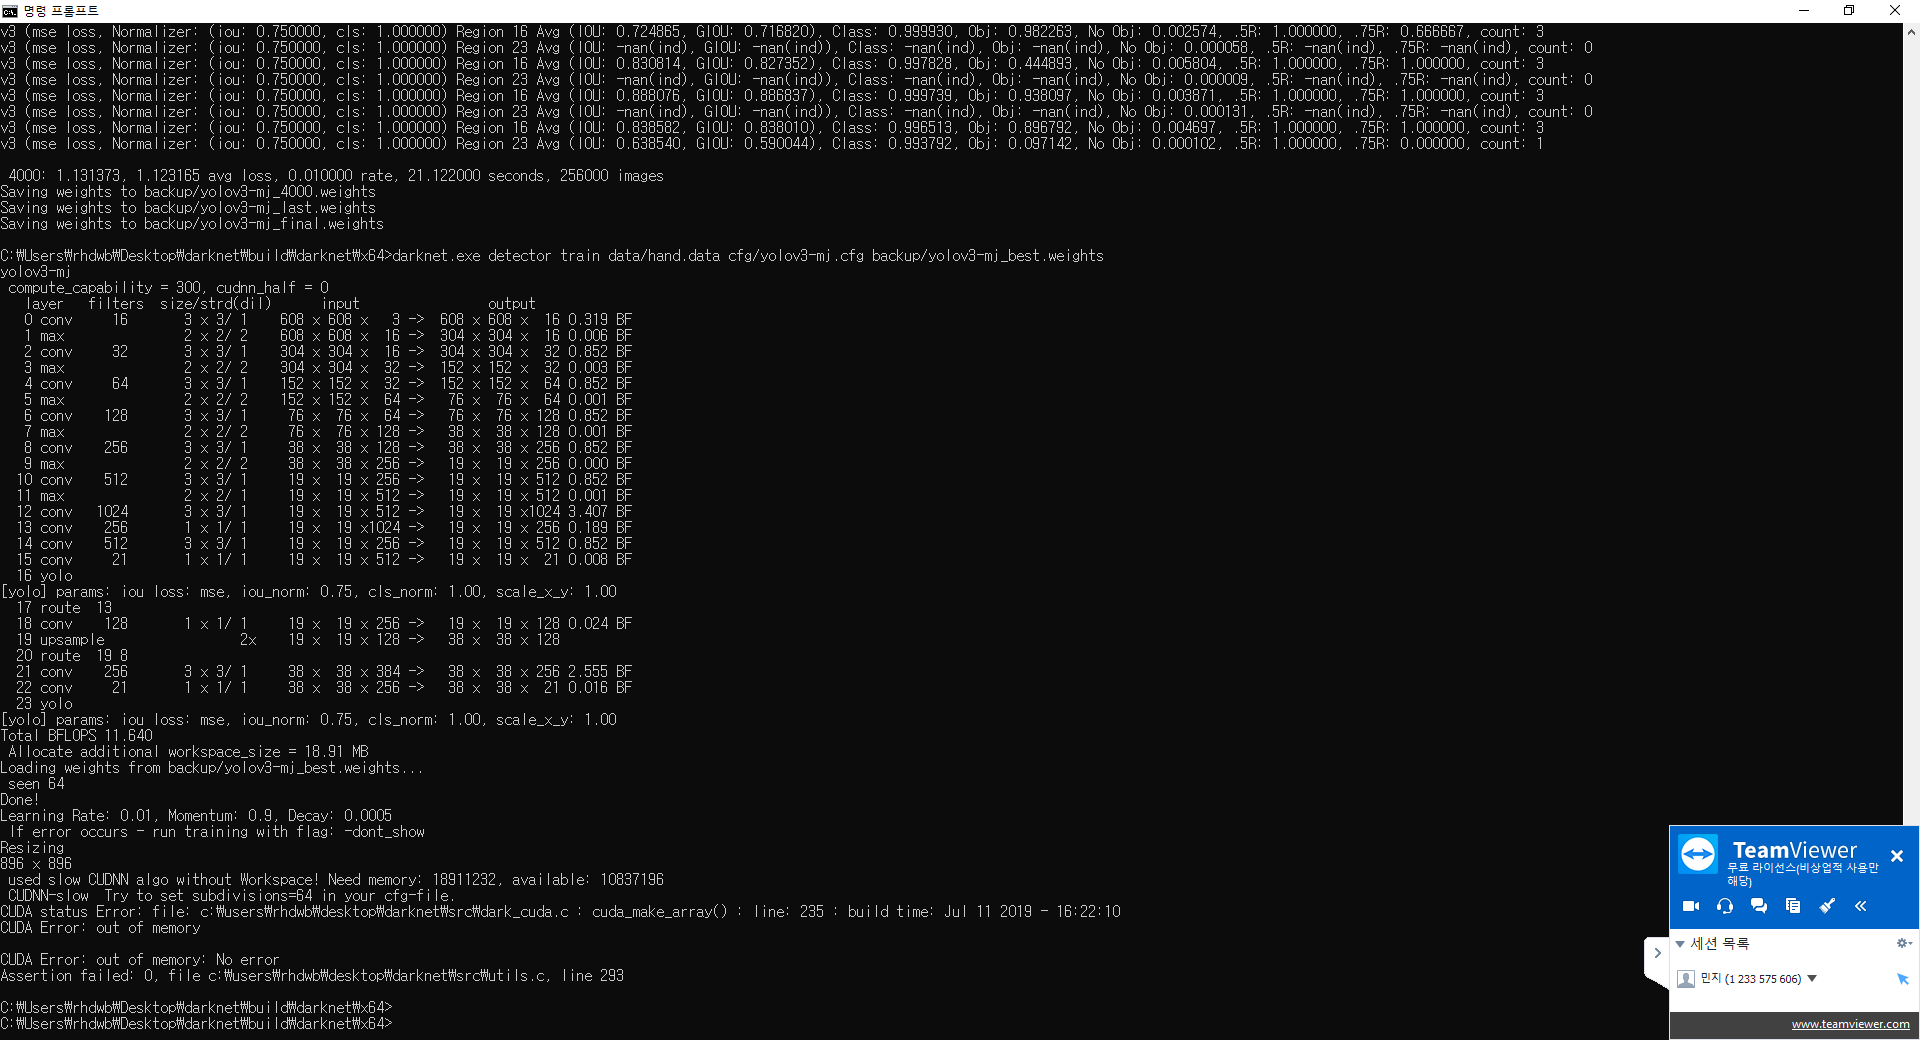 명령 프롬프트
v3 (mse loss, Normalizer: (iou: 0.750000, cls: 1.000000) Region 16 Avg (IOU: 0.724865, GIOU: 0.716820), Class: 0.999930, Obj: 0.982263, No Obj: 0.002574, .5R: 1.000000, .75R: 0.666667, count: 3
v3 (mse loss, Normalizer: (iou: 0.750000, cls: 1.000000) Region 23 Avg (IOU: -nan(ind), GIOU: -nan(ind)), Class: -nan(ind), Obj: -nan(ind), No Obj: 0.000058, .5R: -nan(ind), .75R: -nan(ind), count: 0
v3 (mse loss, Normalizer: (iou: 0.750000, cls: 1.000000) Region 16 Avg (IOU: 0.830814, GIOU: 0.827352), Class: 0.997828, Obj: 0.444893, No Obj: 0.005804, .5R: 1.000000, .75R: 1.000000, count: 3
v3 (mse loss, Normalizer: (iou: 0.750000, cls: 1.000000) Region 23 Avg (IOU: -nan(ind), GIOU: -nan(ind)), Class: -nan(ind), Obj: -nan(ind), No Obj: 0.000009, .5R: -nan(ind), .75R: -nan(ind), count: 0
v3 (mse loss, Normalizer: (iou: 0.750000, cls: 1.000000) Region 16 Avg (IOU: 0.888076, GIOU: 0.886837), Class: 0.999739, Obj: 0.938097, No Obj: 0.003871, .5R: 1.000000, .75R: 1.000000, count: 3
v3 (mse loss, Normalizer: (iou: 0.750000, cls: 1.000000) Region 23 Avg (IOU: -nan(ind), GIOU: -nan(ind)), Class: -nan(ind), Obj: -nan(ind), No Obj: 0.000131, .5R: -nan(ind), .75R: -nan(ind), count: 0
v3 (mse loss, Normalizer: (iou: 0.750000, cls: 1.000000) Region 16 Avg (IOU: 0.838582, GIOU: 0.838010), Class: 0.996513, Obj: 0.896792, No Obj: 0.004697, .5R: 1.000000, .75R: 1.000000, count: 3
v3 (mse loss, Normalizer: (iou: 0.750000, cls: 1.000000) Region 23 Avg (IOU: 0.638540, GIOU: 0.590044), Class: 0.993792, Obj: 0.097142, No Obj: 0.000102, .5R: 1.000000, .75R: 0.000000, count: 1
4000: 1.131373, 1.123165 avg loss, 0.010000 rate, 21.122000 seconds, 256000 images
Saving weights to backup/yolov3-mj_4000.weights
Saving weights to backup/yolov3-mj_last.weights
Saving weights to backup/yolov3-mj_final.weights
C:₩Users₩rhdwb₩Desktop₩darknet₩build₩darknet₩x64>darknet.exe detector train data/hand.data cfg/yolov3-mj.cfg backup/yolov3-mj_best.weights
yolov3-mj
compute_capability = 300, cudnn_half = 0
layer filters size/strd(dil) input output
0 conv 16 3 x 3/ 1 608 x 608 x 3 -> 608 x 608 x 16 0.319 BF
1 max 2 x 2/ 2 608 x 608 x 16 -> 304 x 304 x 16 0.006 BF
2 conv 32 3 x 3/ 1 304 x 304 x 16 -> 304 x 304 x 32 0.852 BF
3 max 2 x 2/ 2 304 x 304 x 32 -> 152 x 152 x 32 0.003 BF
4 conv 64 3 x 3/ 1 152 x 152 x 32 -> 152 x 152 x 64 0.852 BF
5 max 2 x 2/ 2 152 x 152 x 64 -> 76 x 76 x 64 0.001 BF
6 conv 128 3 x 3/ 1 76 x 76 x 64 -> 76 x 76 x 128 0.852 BF
7 max 2 x 2/ 2 76 x 76 x 128 -> 38 x 38 x 128 0.001 BF
8 conv 256 3 x 3/ 1 38 x 38 x 128 -> 38 x 38 x 256 0.852 BF
9 max 2 x 2/ 2 38 x 38 x 256 -> 19 x 19 x 256 0.000 BF
10 conv 512 3 x 3/ 1 19 x 19 x 256 -> 19 x 19 x 512 0.852 BF
11 max 2 x 2/ 1 19 x 19 x 512 -> 19 x 19 x 512 0.001 BF
12 conv 1024 3 x 3/ 1 19 x 19 x 512 -> 19 x 19 x1024 3.407 BF
13 conv 256 1 x 1/ 1 19 x 19 x1024 -> 19 x 19 x 256 0.189 BF
14 conv 512 3 x 3/ 1 19 x 19 x 256 -> 19 x 19 x 512 0.852 BF
15 conv 21 1 x 1/ 1 19 x 19 x 512 -> 19 x 19 x 21 0.008 BF
16 yolo
[yolo] params: iou loss: mse, iou_norm: 0.75, cls_norm: 1.00, scale_x_y: 1.00
17 route 13
18 conv 128 1 x 1/ 1 19 x 19 x 256 -> 19 x 19 x 128 0.024 BF
19 upsample 2x 19 x 19 x 128 -> 38 x 38 x 128
20 route 19 8
21 conv 256 3 x 3/ 1 38 x 38 x 384 -> 38 x 38 x 256 2.555 BF
22 conv 21 1 x 1/ 1 38 x 38 x 256 -> 38 x 38 x 21 0.016 BF
23 yolo
[yolo] params: iou loss: mse, iou_norm: 0.75, cls_norm: 1.00, scale_x_y: 1.00
Total BFLOPS 11.640
Allocate additional workspace_size = 18.91 MB
Loading weights from backup/yolov3-mj_best.weights...
seen 64
Done!
Learning Rate: 0.01, Momentum: 0.9, Decay: 0.0005
If error occurs - run training with flag: -dont_show
Resizing
896 x 896
used slow CUDNN algo without Workspace! Need memory: 18911232, available: 10837196
CUDNN-slow Try to set subdivisions=64 in your cfg-file.
CUDA status Error: file: c:₩users₩rhdwb₩desktop₩darknet₩src₩dark_cuda.c : cuda_make_array() : line: 235 : build time: Jul 11 2019 - 16:22:10
CUDA Error: out of memory
CUDA Error: out of memory: No error
Assertion failed: 0, file c:₩users₩rhdwb₩desktop₩darknet₩src₩utils.c, line 293
C:₩Users₩rhdwb₩Desktop₩darknet₩build₩darknet₩x64>
C:₩Users₩rhdwb₩Desktop₩darknet₩build₩darknet₩x64>
TeamViewer
무료 라이선스(비상업적 사용만
해당)
세션 목록
민지 (1 233 575 606)
www.teamviewer.com